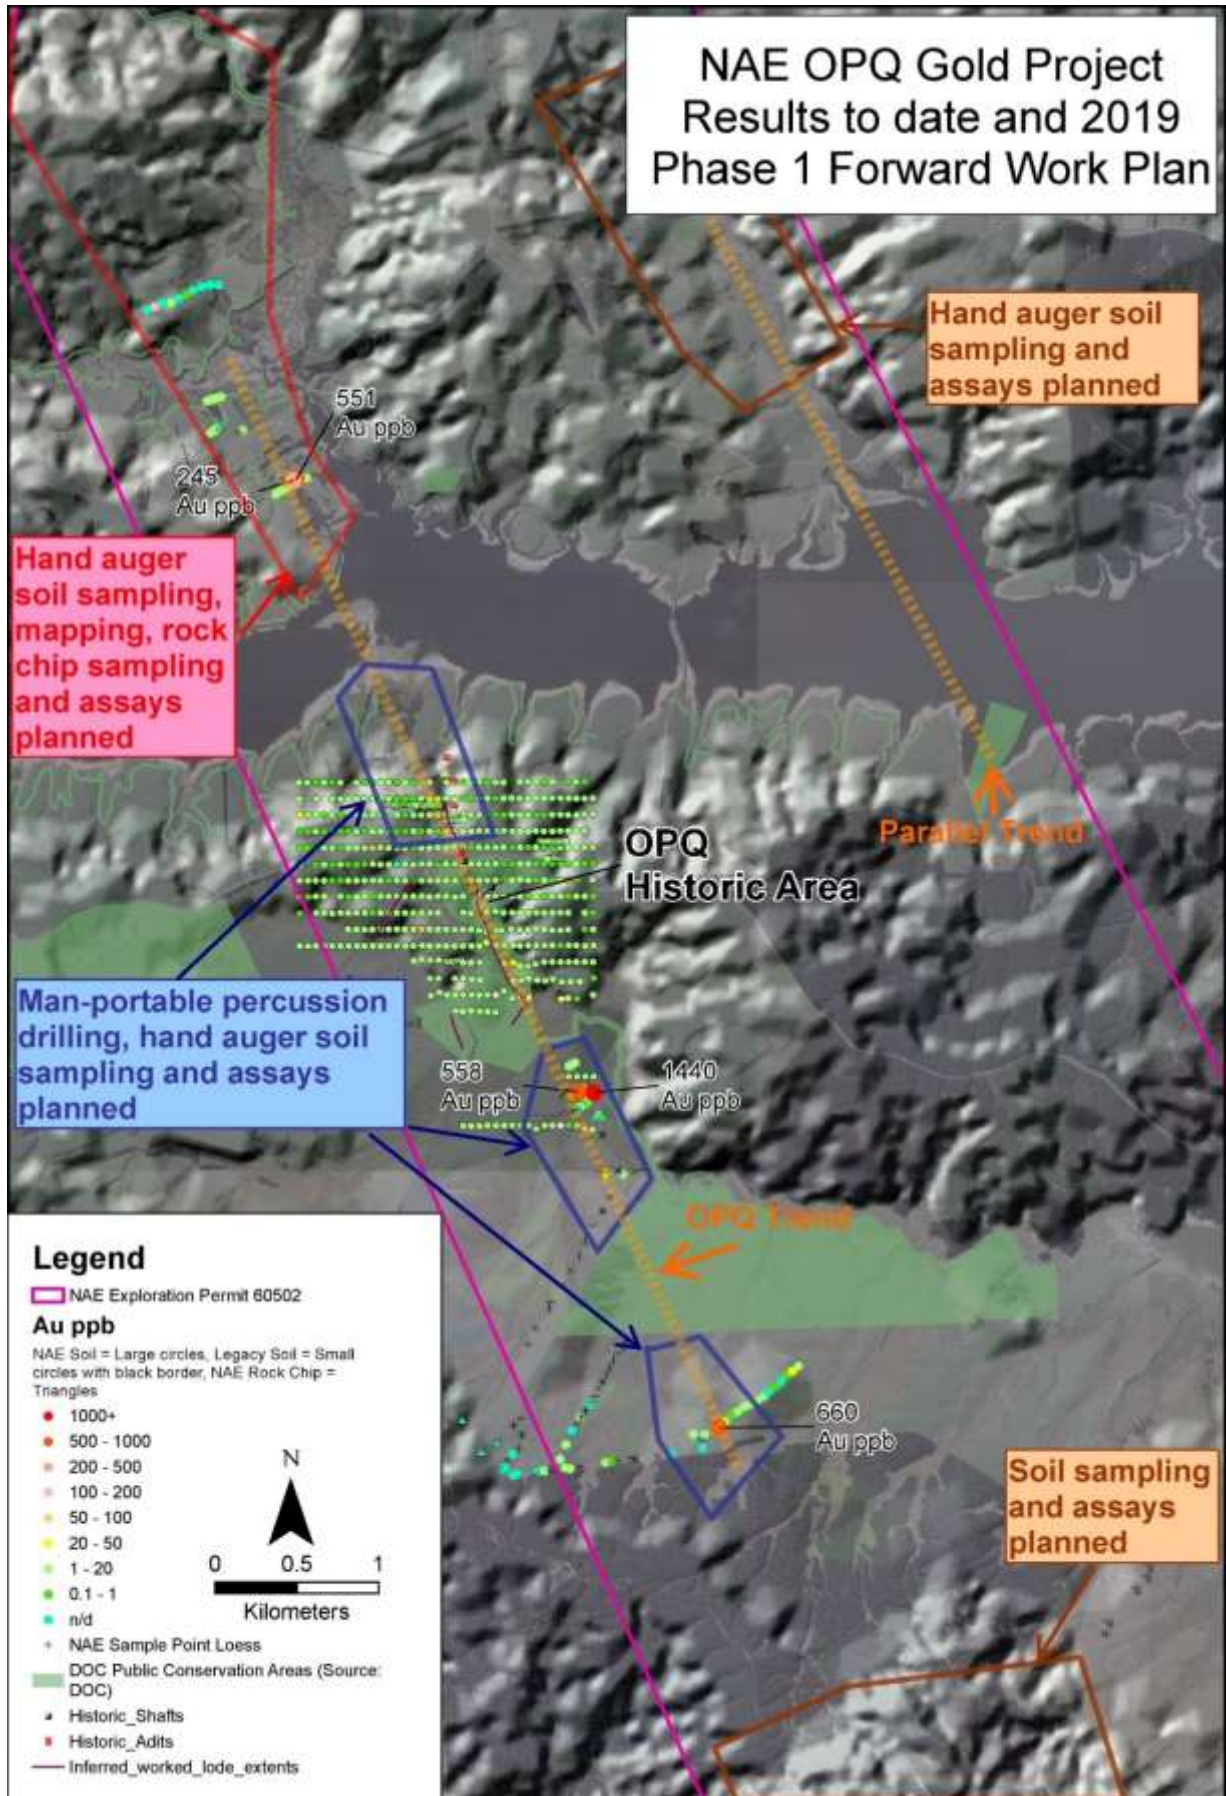 NAE OPQ Gold Project
Results to date and 2019
Phase 1 Forward Work Plan
Hand auger soil
sampling and
assays planned
551
Au ppb
245
Au ppb
Hand auger
soil sampling,
mapping, rock
chip sampling
and assays
planned
Parallel Trend
OPQ
Historic Area
Man-portable percussion
drilling, hand auger soil
sampling and assays
planned
558
Au ppb
1440
Au ppb
OPQ Trend
660
Au ppb
Soil sampling
and assays
planned
Legend
NAE Exploration Permit 60502
Au ppb
NAE Soil = Large circles, Legacy Soil = Small
circles with black border, NAE Rock Chip =
Triangles
1000+
500 - 1000
200 - 500
100 - 200
50 - 100
20 - 50
1 - 20
0.1 - 1
n/d
NAE Sample Point Loess
DOC Public Conservation Areas (Source:
DOC)
Historic_Shafts
Historic_Adits
Inferred_worked_lode_extents
N
0 0.5 1
Kilometers